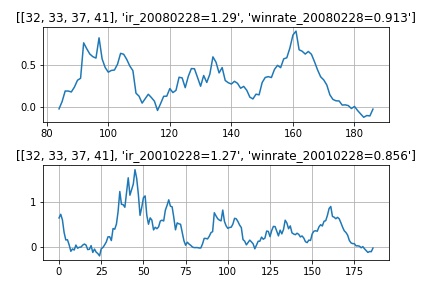 [[32, 33, 37, 41], 'ir_20080228=1.29', 'winrate_20080228=0.913']
0.5
0.0
80 100 120 140 160 180
[[32, 33, 37, 41], 'ir_20010228=1.27', 'winrate_20010228=0.856']
1
0
0 25 50 75 100 125 150 175